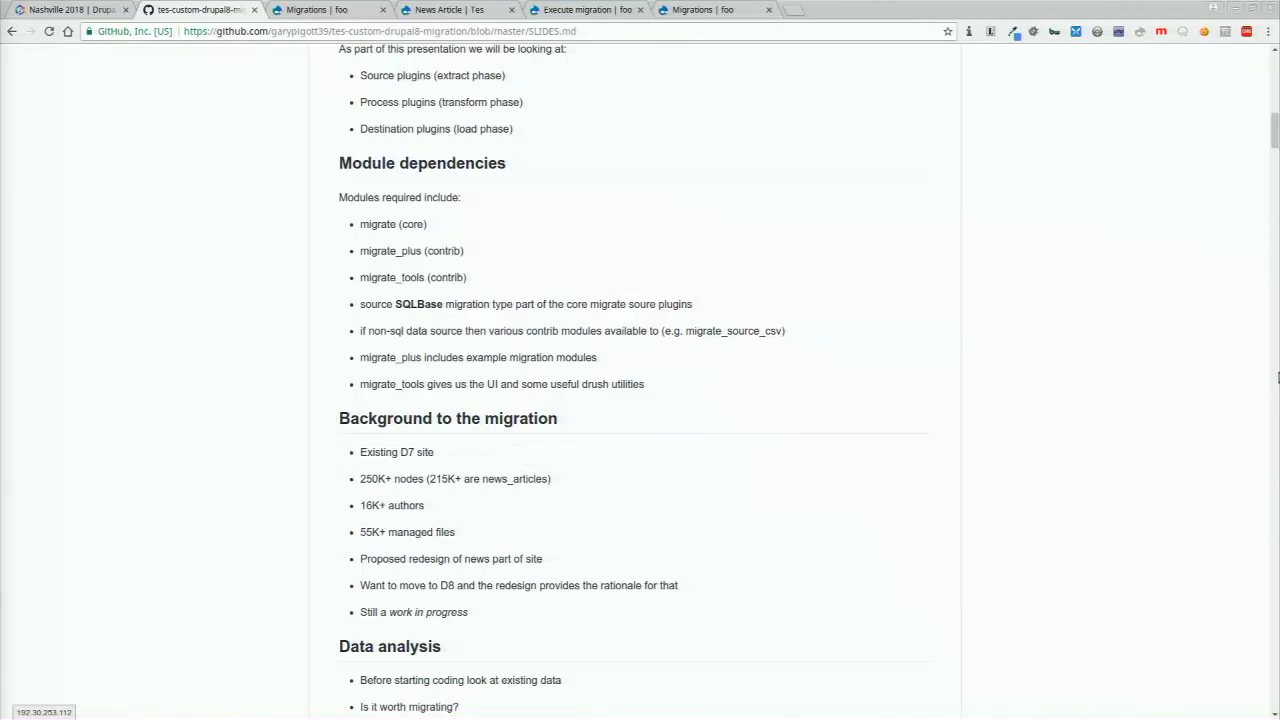 Nashville 2018 | Drupa
tes-custom-drupal8-mi
Migrations | foo
News Article | Tes
Execute migration | foo
Migrations | foo
GitHub, Inc. [US]
https://github.com/garypigott39/tes-custom-drupal8-migration/blob/master/SLIDES.md
As part of this presentation we will be looking at:
Source plugins (extract phase)
Process plugins (transform phase)
Destination plugins (load phase)
Module dependencies
Modules required include:
migrate (core)
migrate_plus (contrib)
migrate_tools (contrib)
source SQLBase migration type part of the core migrate soure plugins
if non-sql data source then various contrib modules available to (e.g. migrate_source_csv)
migrate_plus includes example migration modules
migrate_tools gives us the UI and some useful drush utilities
Background to the migration
Existing D7 site
250K+ nodes (215K+ are news_articles)
16K+ authors
55K+ managed files
Proposed redesign of news part of site
Want to move to D8 and the redesign provides the rationale for that
Still a work in progress
Data analysis
Before starting coding look at existing data
Is it worth migrating?
192.30.253.112